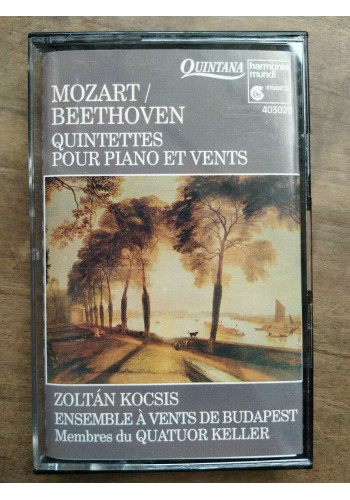 QUINTANA
harmonia
mundi
FRANCE
403020
MOZART/
BEETHOVEN
QUINTETTES
POUR PIANO ET VENTS
ZOLTÁN KOCSIS
ENSEMBLE À VENTS DE BUDAPEST
Membres du QUATUOR KELLER